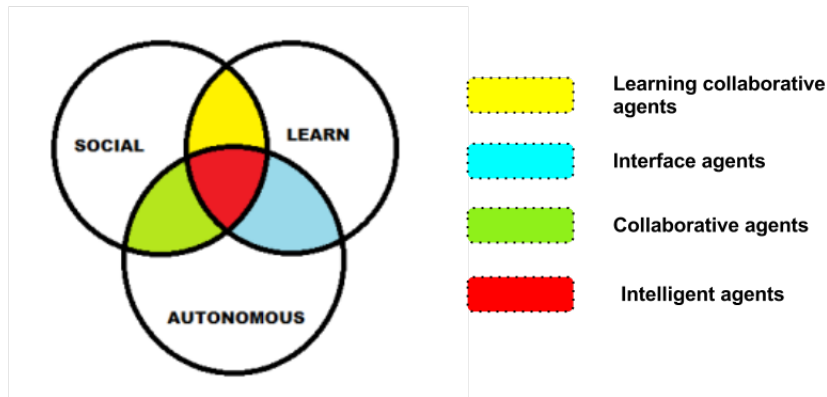 SOCIAL
LEARN
AUTONOMOUS
Learning collaborative
agents
Interface agents
Collaborative agents
Intelligent agents